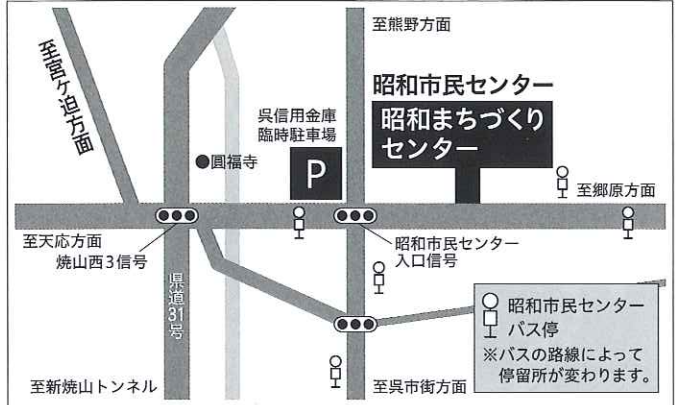 至熊野方面
至宮ケ迫方面
昭和市民センター
昭和まちづくり
センター
呉信用金庫
臨時駐車場
P
●圓福寺
至郷原方面
至天応方面
焼山西3信号
昭和市民センター
入口信号
県道31号
昭和市民センター
バス停
※バスの路線によって
停留所が変わります。
至新焼山トンネル
至呉市街方面